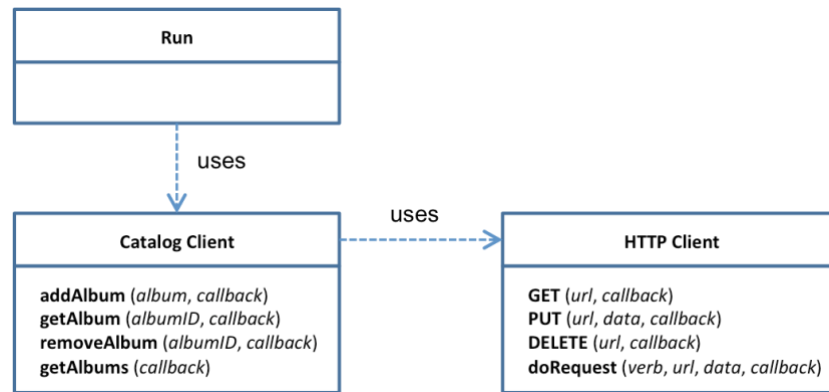 Run
uses
uses
Catalog Client
HTTP Client
addAlbum (album, callback)
getAlbum (albumID, callback)
removeAlbum (albumID, callback)
getAlbums (callback)
GET (url, callback)
PUT (url, data, callback)
DELETE (url, callback)
doRequest (verb, url, data, callback)